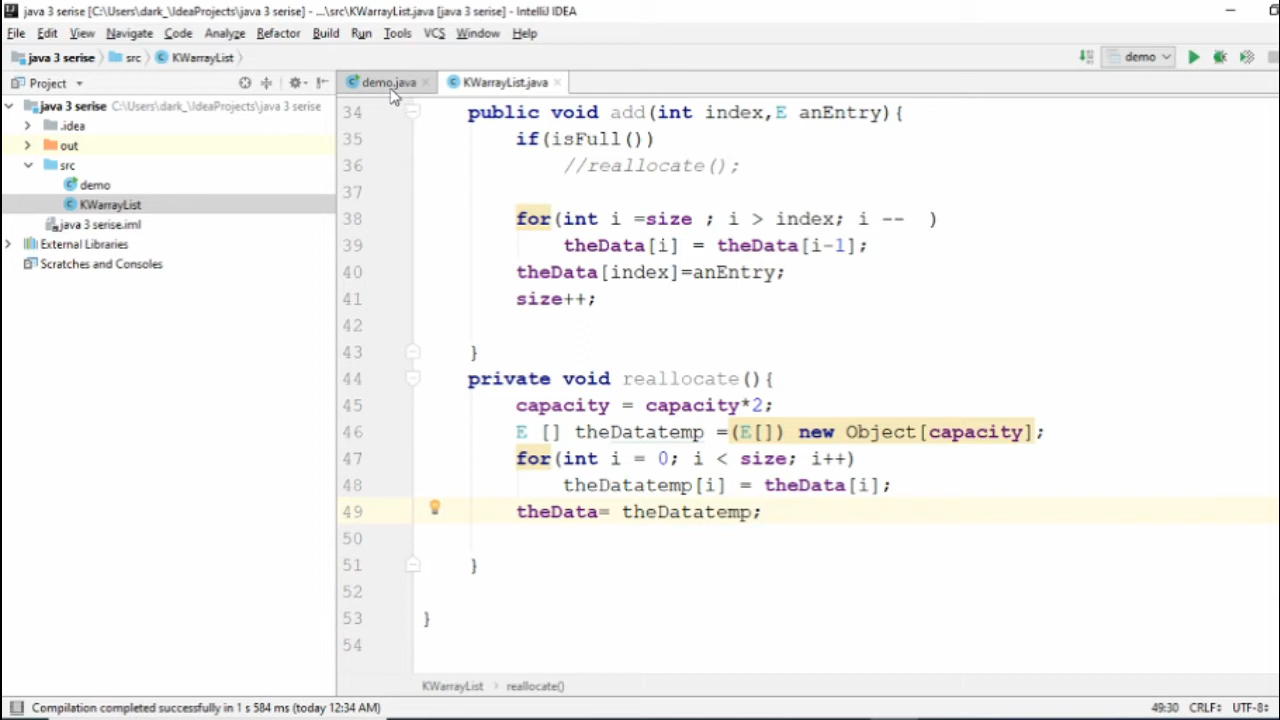 java 3 serise [C:\Users\dark_\IdeaProjects\java 3 serise] - ...\src\KWarrayList.java [java 3 serise] - IntelliJ IDEA
File Edit View Navigate Code Analyze Refactor Build Run Tools VCS Window Help
java 3 serise src KWarrayList demo
Project demo.java KWarrayList.java
java 3 serise C:\Users\dark_\IdeaProjects\java 3 serise
.idea
out
src
demo
KWarrayList
java 3 serise.iml
External Libraries
Scratches and Consoles
34 public void add(int index,E anEntry){
35 if(isFull())
36 //reallocate();
37
38 for(int i =size ; i > index; i -- )
39 theData[i] = theData[i-1];
40 theData[index]=anEntry;
41 size++;
42
43 }
44 private void reallocate(){
45 capacity = capacity*2;
46 E [] theDatatemp =(E[]) new Object[capacity];
47 for(int i = 0; i < size; i++)
48 theDatatemp[i] = theData[i];
49 theData= theDatatemp;
50
51 }
52
53 }
54
KWarrayList reallocate()
Compilation completed successfully in 1 s 584 ms (today 12:34 AM) 49:30 CRLF UTF-8